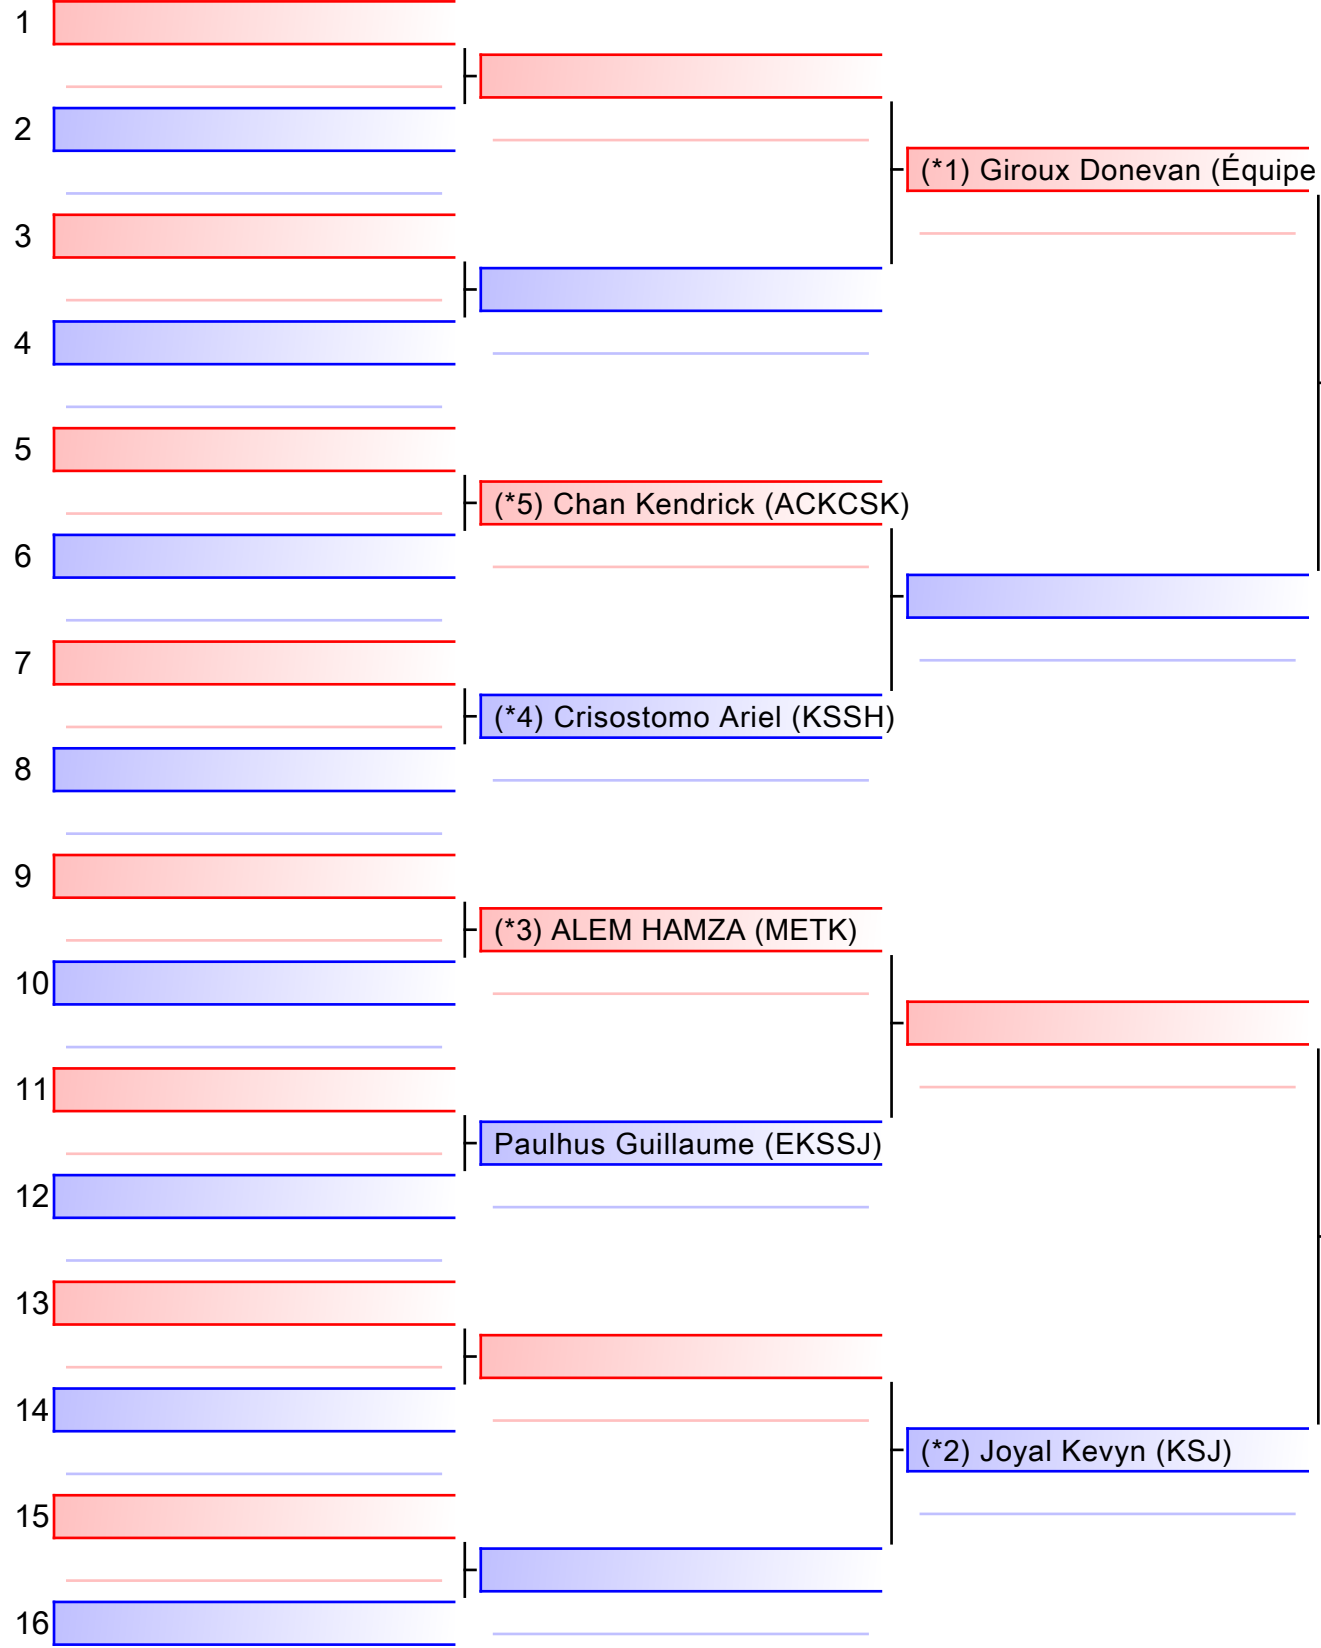 1
2
(*1) Giroux Donevan (Équipe
3
4
5
(*5) Chan Kendrick (ACKCSK)
6
7
(*4) Crisostomo Ariel (KSSH)
8
9
(*3) ALEM HAMZA (METK)
10
11
Paulhus Guillaume (EKSSJ)
12
13
14
(*2) Joyal Kevyn (KSJ)
15
16